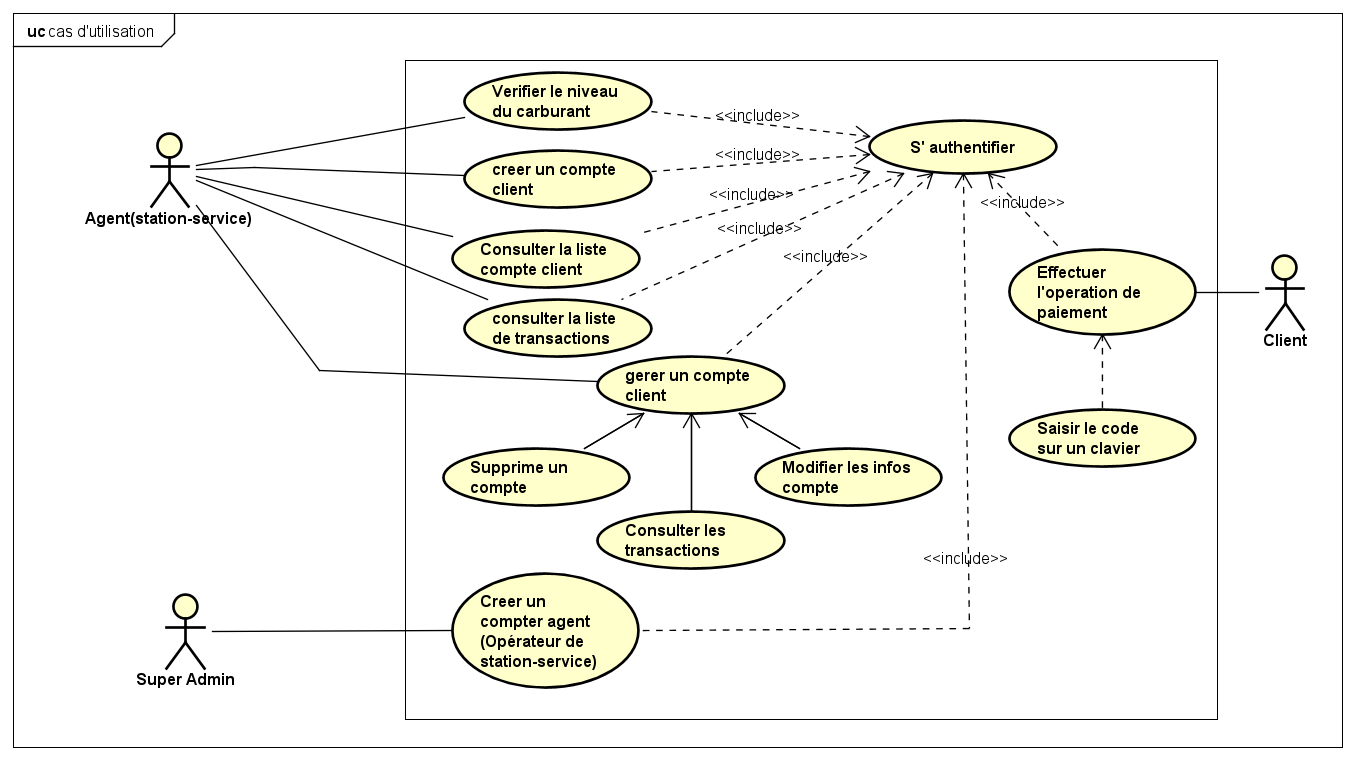 uc cas d'utilisation
Verifier le niveau
du carburant
<<include>>
S' authentifier
creer un compte
client
<<include>>
Agent(station-service)
Consulter la liste
compte client
<<include>>
<<include>>
<<include>>
<<include>>
consulter la liste
de transactions
Effectuer
l'operation de
paiement
Client
gerer un compte
client
Saisir le code
sur un clavier
Supprime un
compte
Modifier les infos
compte
Consulter les
transactions
<<include>>
Creer un
compter agent
(Opérateur de
station-service)
Super Admin